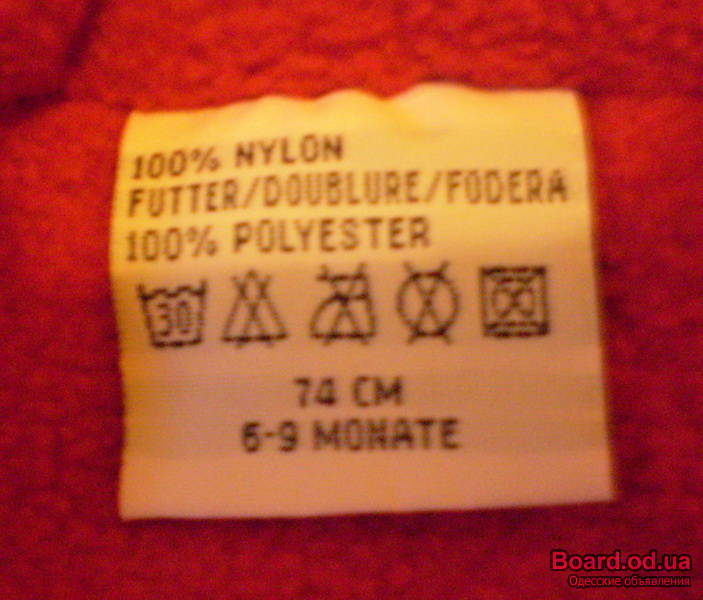 100% NYLON
FUTTER/DOUBLURE/FODERA
100% POLYESTER
30
74 CM
6-9 MONATE
Board.od.ua
Одесские объявления